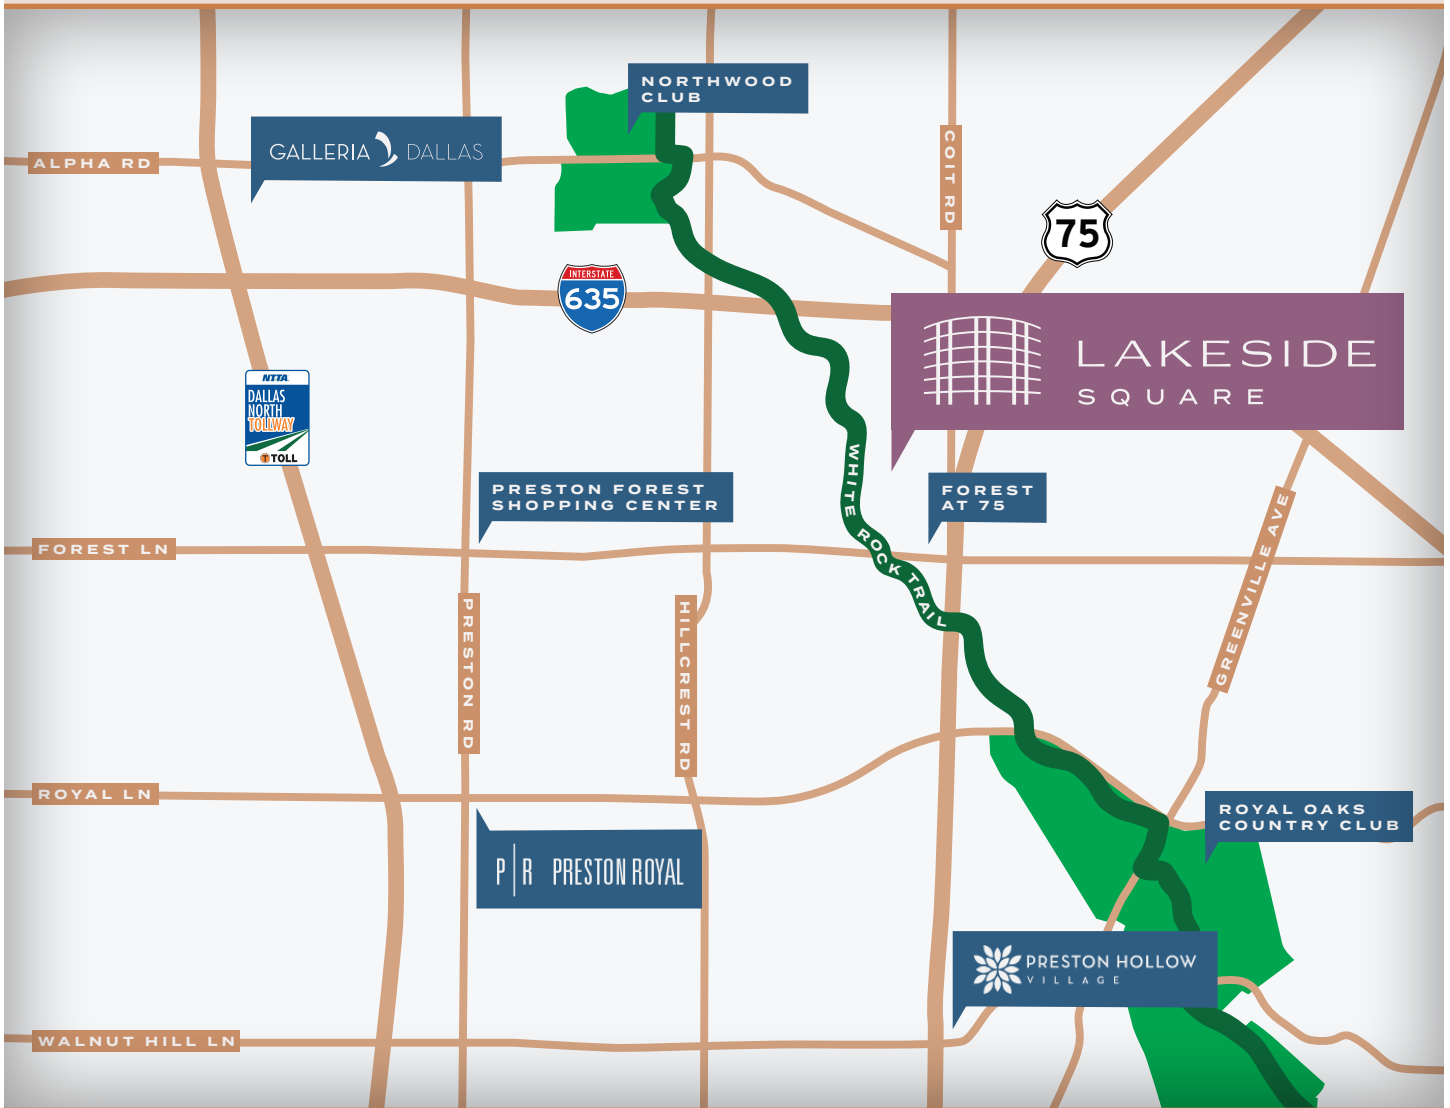 NORTHWOOD
CLUB
GALLERIA DALLAS
ALPHA RD
COIT RD
75
INTERSTATE
635
LAKESIDE
SQUARE
NTTA
DALLAS
NORTH
TOLLWAY
T TOLL
WHITE ROCK TRAIL
PRESTON FOREST
SHOPPING CENTER
FOREST
AT 75
FOREST LN
GREENVILLE AVE
PRESTON RD
HILLCREST RD
ROYAL LN
ROYAL OAKS
COUNTRY CLUB
P|R PRESTON ROYAL
PRESTON HOLLOW
VILLAGE
WALNUT HILL LN